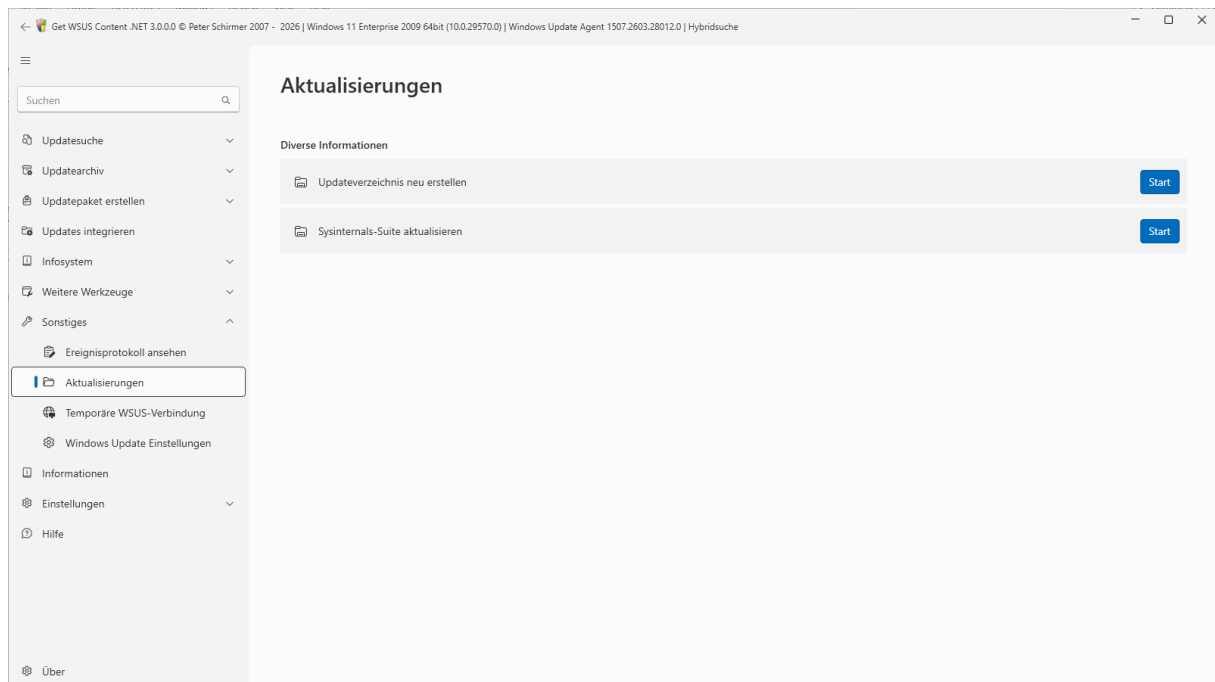 Get WSUS Content .NET 3.0.0.0 © Peter Schirmer 2007 - 2026 | Windows 11 Enterprise 2009 64bit (10.0.29570.0) | Windows Update Agent 1507.2603.28012.0 | Hybridsuche
Suchen
Updatesuche
Updatearchiv
Updatepaket erstellen
Updates integrieren
Infosystem
Weitere Werkzeuge
Sonstiges
Ereignisprotokoll ansehen
Aktualisierungen
Temporäre WSUS-Verbindung
Windows Update Einstellungen
Informationen
Einstellungen
Hilfe
Über
Aktualisierungen
Diverse Informationen
Updateverzeichnis neu erstellen
Start
Sysinternals-Suite aktualisieren
Start